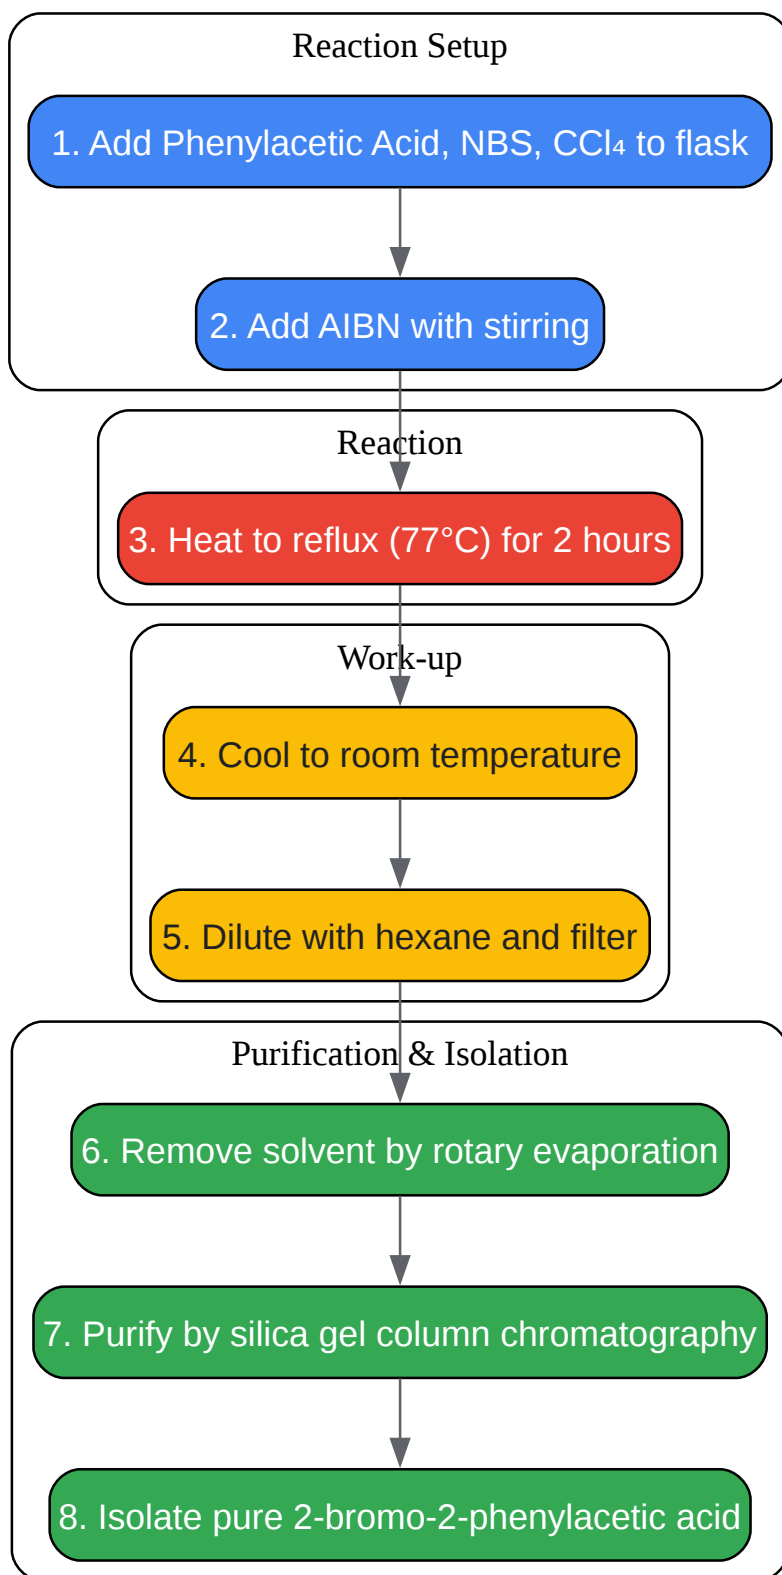 Reaction Setup
1. Add Phenylacetic Acid, NBS, CCl₄ to flask
2. Add AIBN with stirring
Reaction
3. Heat to reflux (77°C) for 2 hours
Work-up
4. Cool to room temperature
5. Dilute with hexane and filter
Purification & Isolation
6. Remove solvent by rotary evaporation
7. Purify by silica gel column chromatography
8. Isolate pure 2-bromo-2-phenylacetic acid